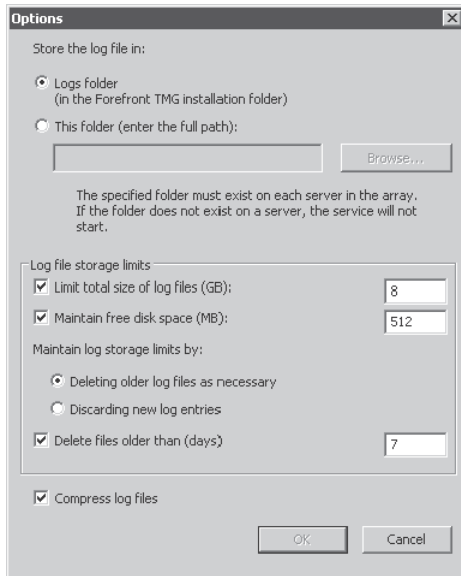 Options
Store the log file in:
Logs folder
(in the Forefront TMG installation folder)
This folder (enter the full path):
Browse...
The specified folder must exist on each server in the array.
If the folder does not exist on a server, the service will not
start.
Log file storage limits
Limit total size of log files (GB):
8
Maintain free disk space (MB):
512
Maintain log storage limits by:
Deleting older log files as necessary
Discarding new log entries
Delete files older than (days)
7
Compress log files
OK
Cancel